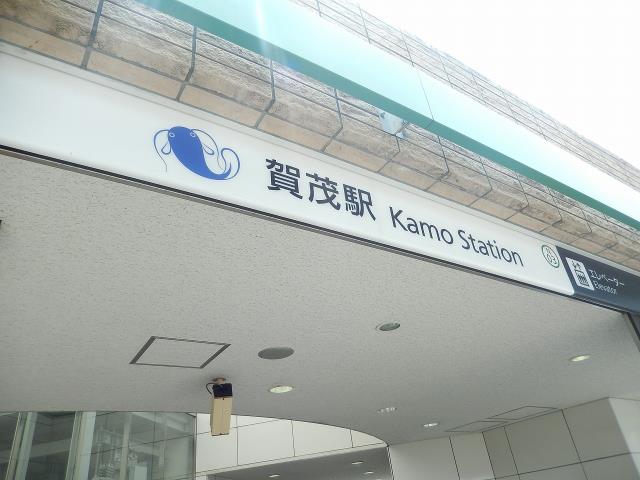 賀茂駅 Kamo Station
エレベーター
Elevator